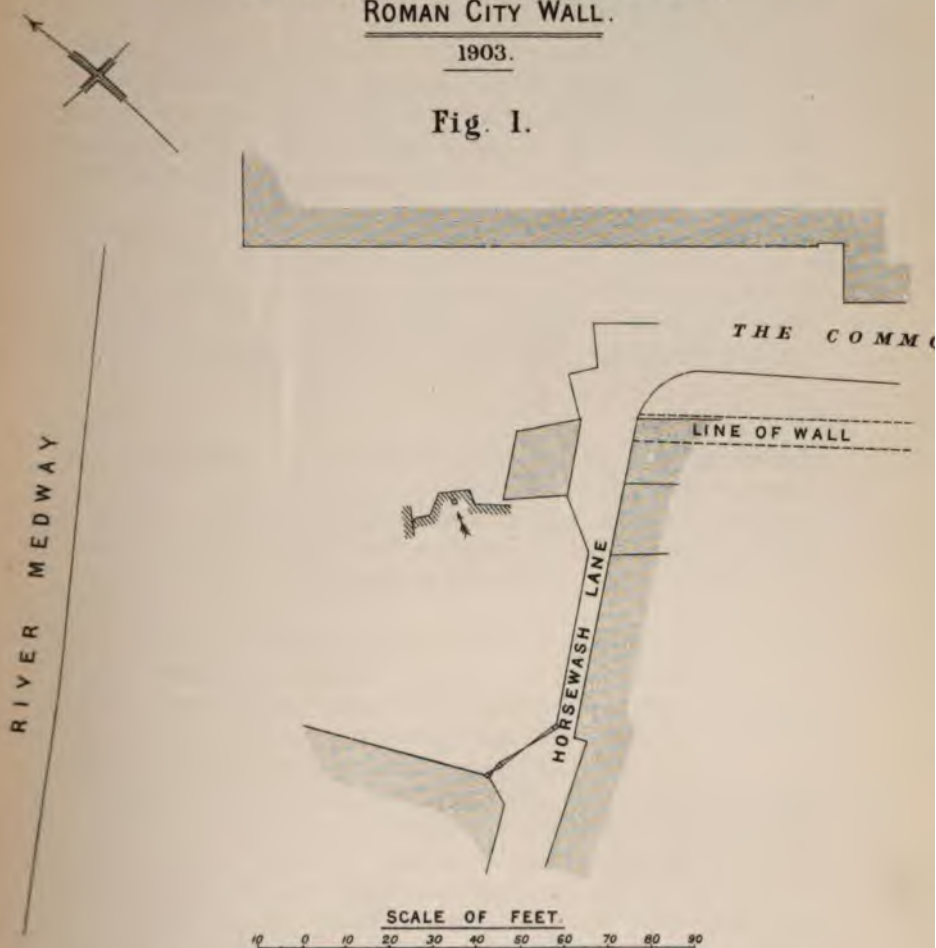 ROMAN CITY WALL.
1903.
Fig. 1.
THE COMMO
LINE OF WALL
RIVER MEDWAY
HORSEWASH LANE
SCALE OF FEET.
10 0 10 20 30 40 50 60 70 80 90